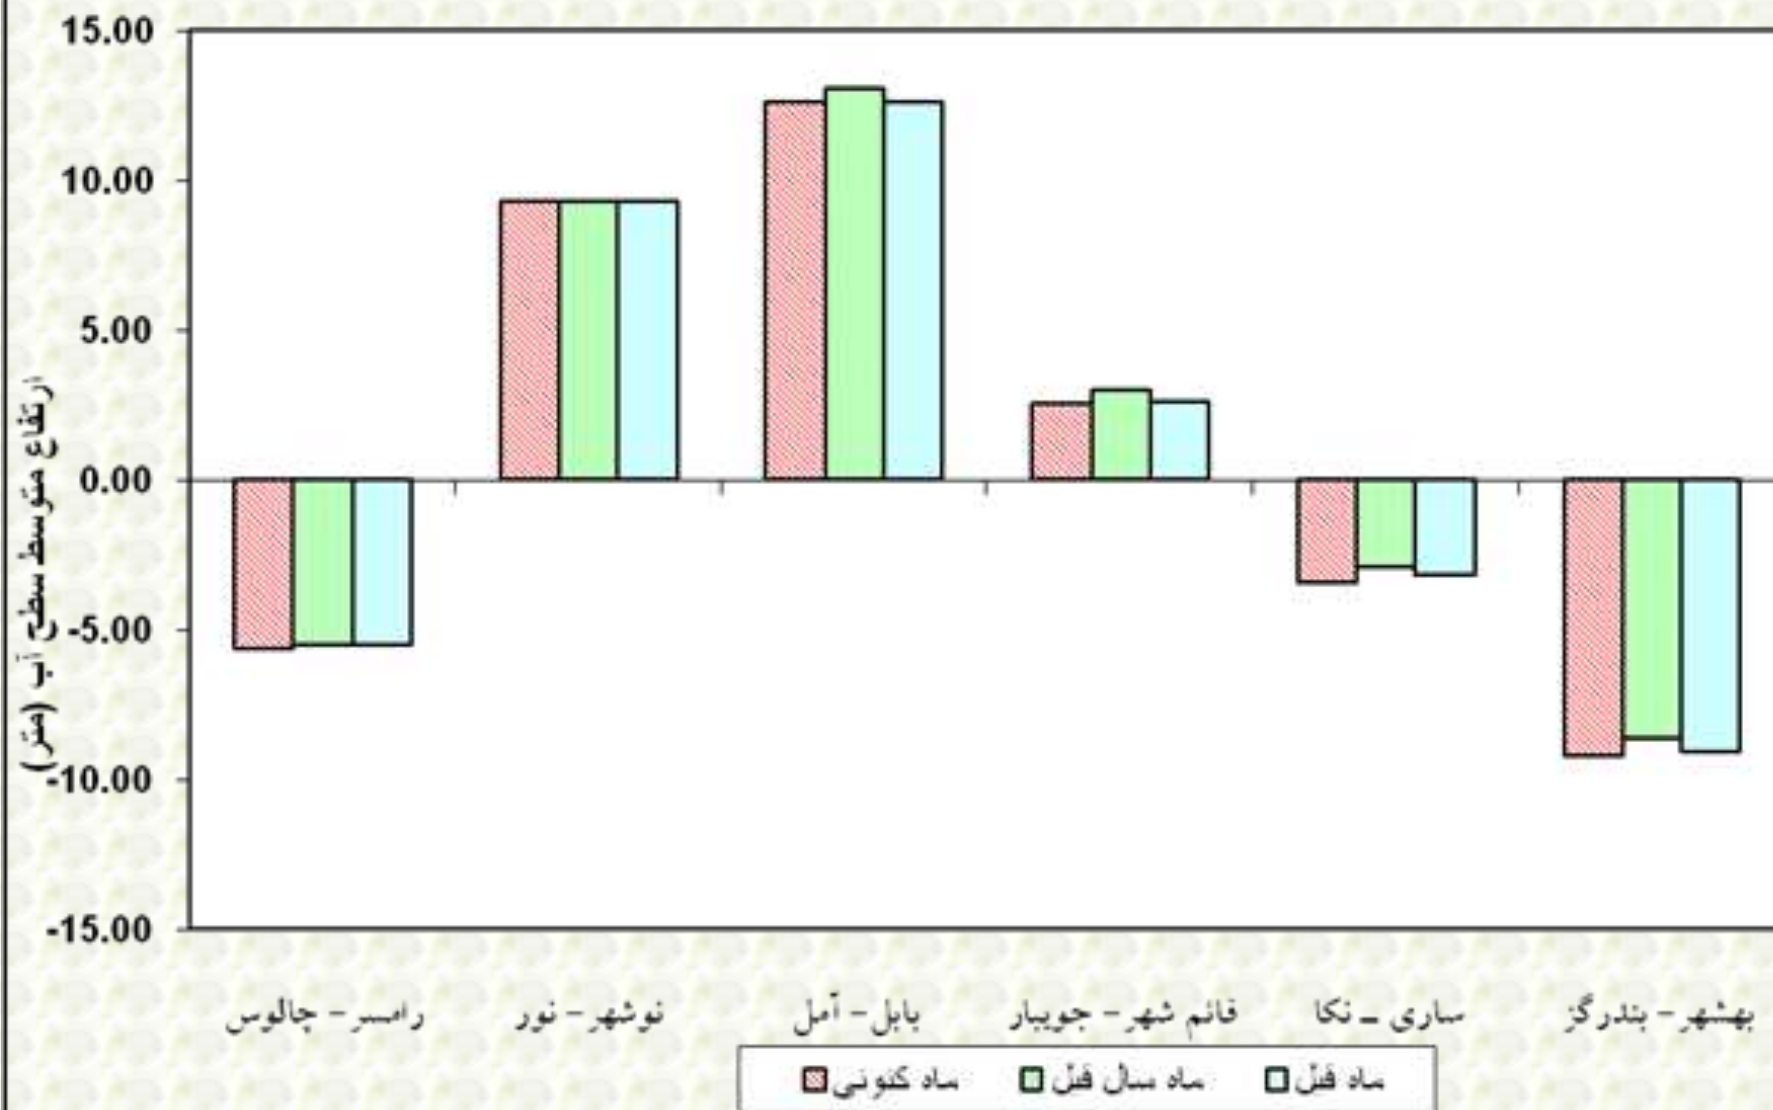 15.00
10.00
5.00
0.00
-5.00
-10.00
-15.00
ارتفاع متوسط سطح آب (متر)
رامسر - چالوس
نوشهر - نور
بابل - آمل
قائم شهر - جویبار
ساری _ نکا
بهشهر - بندرگز
ماه کنونی
ماه سال قبل
ماه قبل